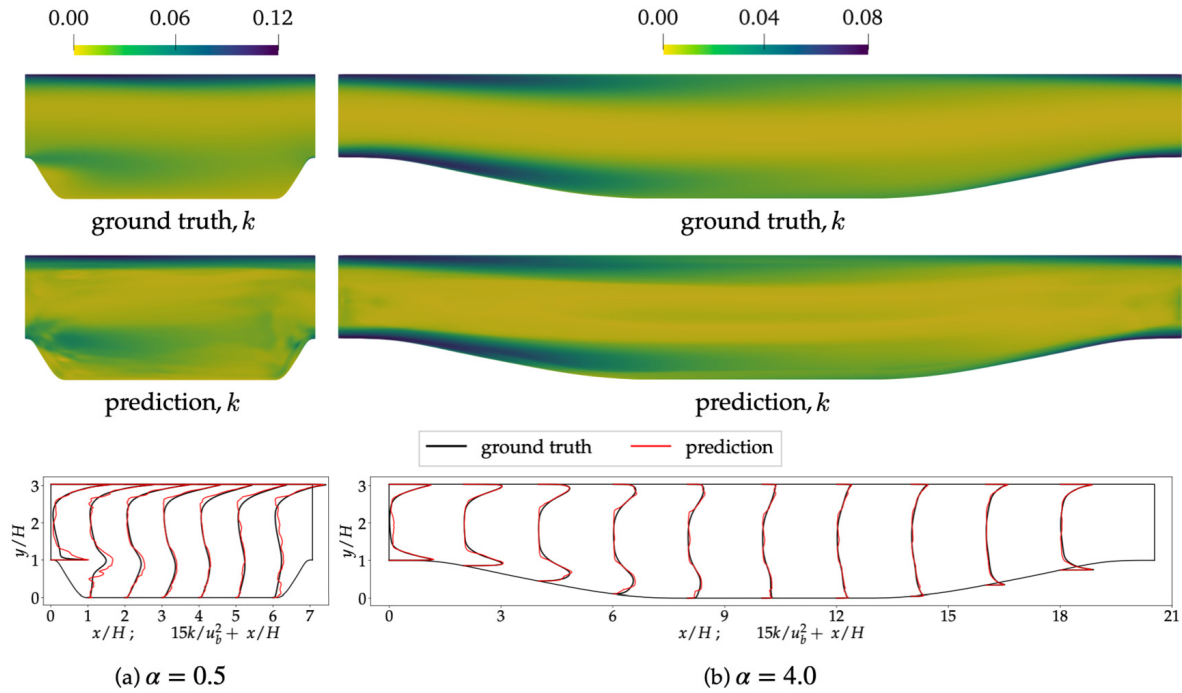 0.00 0.06 0.12
0.00 0.04 0.08
ground truth, k
ground truth, k
prediction, k
prediction, k
ground truth prediction
y/H
3
2
1
0
0 1 2 3 4 5 6 7
x/H ; 15k/u_b^2 + x/H
y/H
3
2
1
0
0 3 6 9 12 15 18 21
x/H ; 15k/u_b^2 + x/H
(a) α = 0.5
(b) α = 4.0